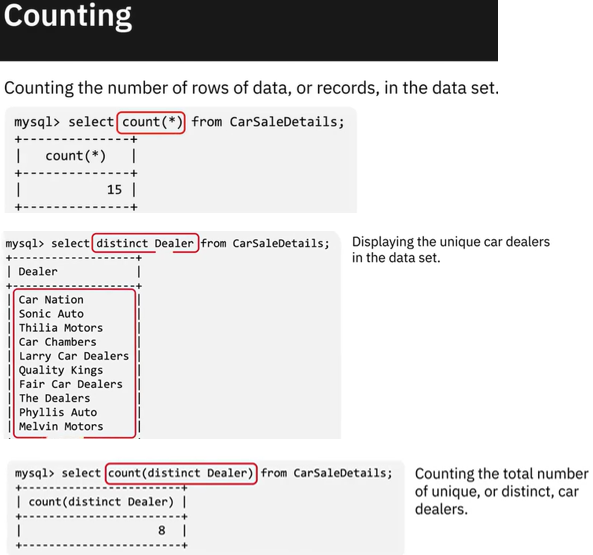 Counting
Counting the number of rows of data, or records, in the data set.
mysql> select count(*) from CarSaleDetails;
+---------------+
| count(*) |
+---------------+
| 15 |
+---------------+
mysql> select distinct Dealer from CarSaleDetails;
+------------------+
| Dealer |
+------------------+
| Car Nation |
| Sonic Auto |
| Thilia Motors |
| Car Chambers |
| Larry Car Dealers |
| Quality Kings |
| Fair Car Dealers |
| The Dealers |
| Phyllis Auto |
| Melvin Motors |
Displaying the unique car dealers
in the data set.
mysql> select count(distinct Dealer) from CarSaleDetails;
+-----------------------+
| count(distinct Dealer) |
+-----------------------+
| 8 |
+-----------------------+
Counting the total number
of unique, or distinct, car
dealers.